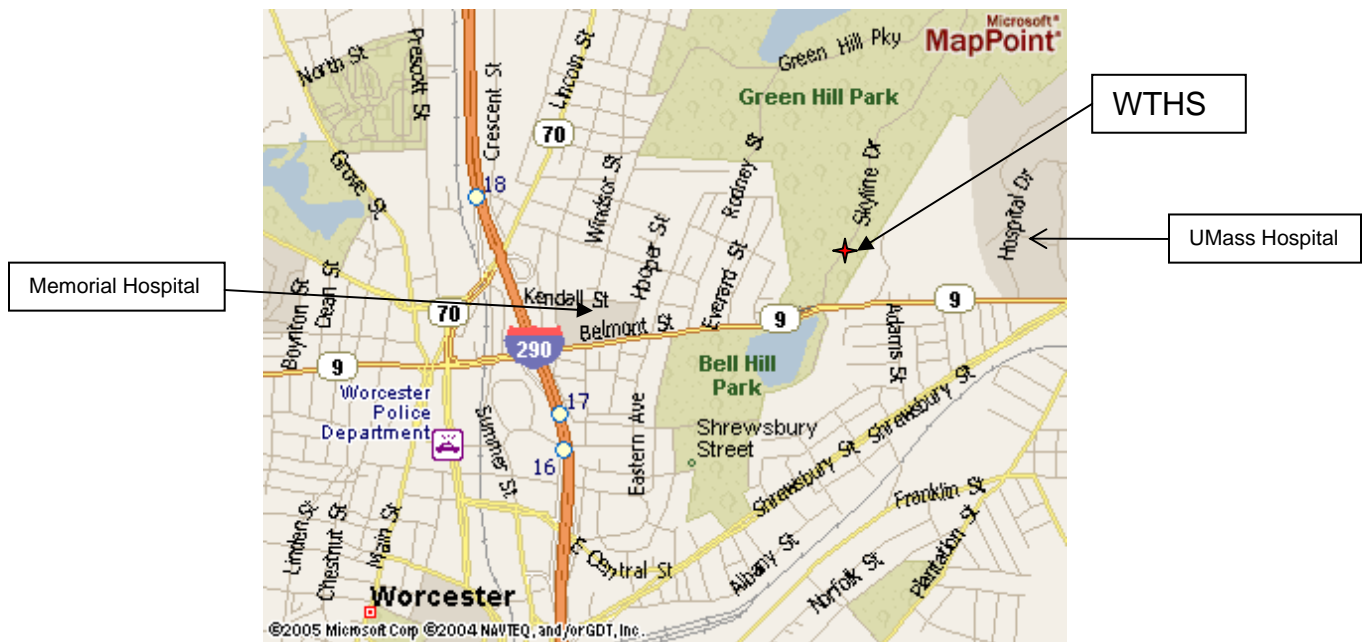 Microsoft®
MapPoint®
Green Hill Pky
North St
Prescott St
Crescent St
Lincoln St
Green Hill Park
WTHS
70
Grove St
18
Windsor St
Rodney St
Skyline Dr
Hospital Dr
UMass Hospital
Memorial Hospital
Hooper St
Everard St
Kendall St
Boynton St
Dean St
70
9
9
Belmont St
290
Adams St
9
Bell Hill
Park
Worcester
Police
Department
17
Summer St
16
Eastern Ave
Shrewsbury
Street
Shrewsbury St
Shrewsbury St
Franklin St
Linden St
Chestnut St
Main St
E Central St
Albany St
Norfolk St
Plantation St
Worcester
©2005 Microsoft Corp ©2004 NAVTEQ, and/or GDT, Inc.